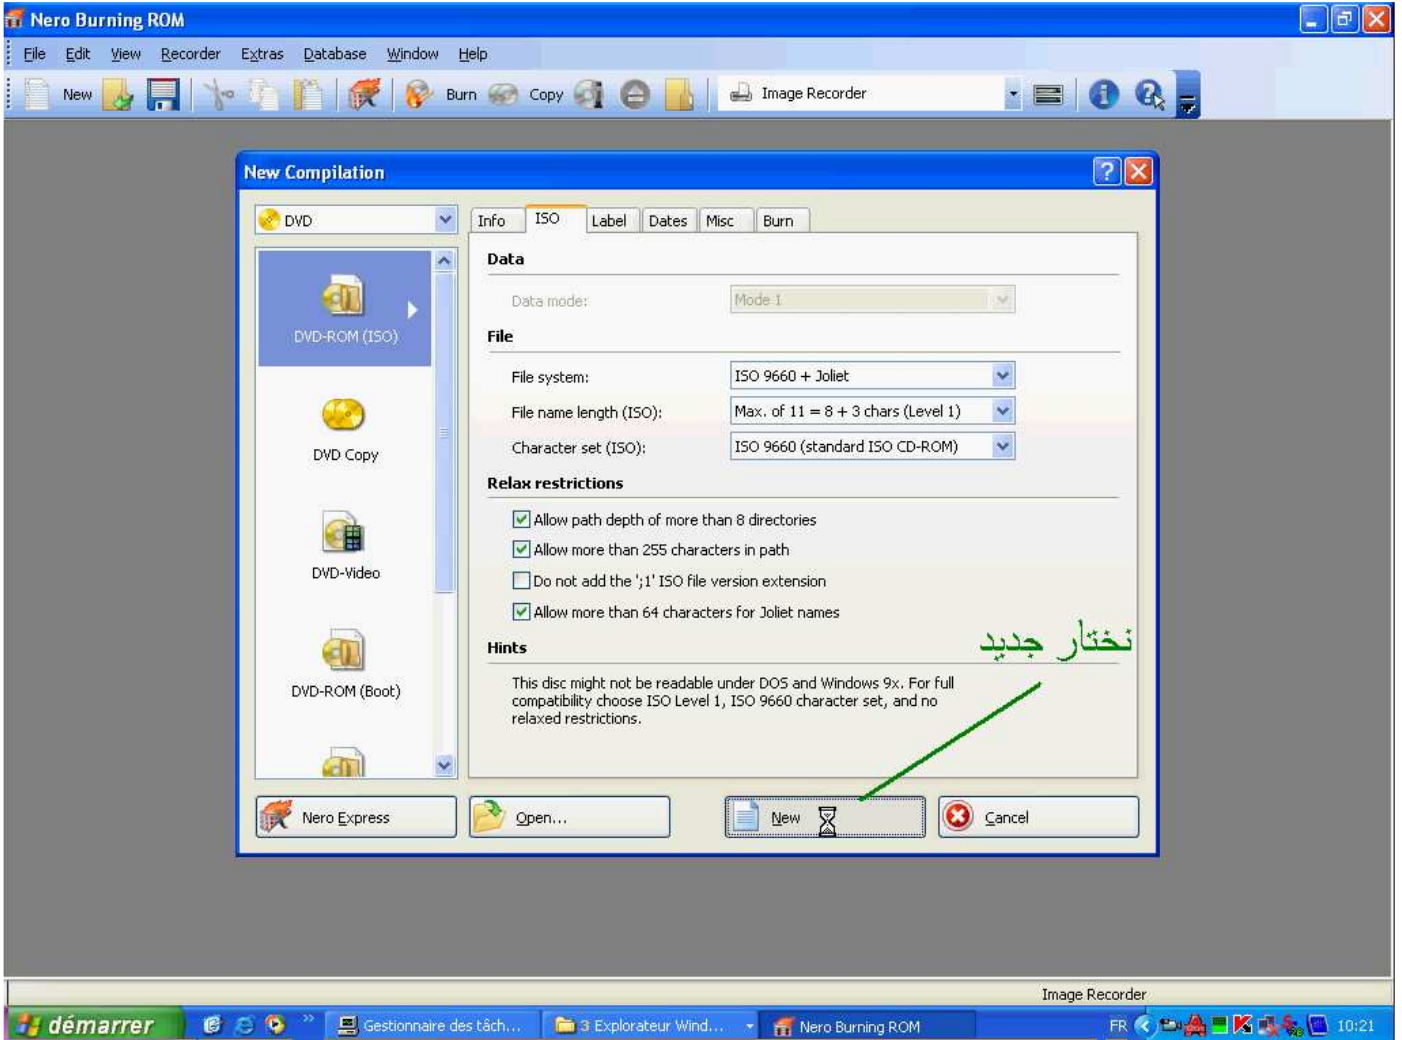 Nero Burning ROM
File Edit View Recorder Extras Database Window Help
New Burn Copy Image Recorder
New Compilation
DVD
Info ISO Label Dates Misc Burn
Data
Data mode: Mode 1
File
File system: ISO 9660 + Joliet
File name length (ISO): Max. of 11 = 8 + 3 chars (Level 1)
Character set (ISO): ISO 9660 (standard ISO CD-ROM)
Relax restrictions
Allow path depth of more than 8 directories
Allow more than 255 characters in path
Do not add the ';1' ISO file version extension
Allow more than 64 characters for Joliet names
Hints
This disc might not be readable under DOS and Windows 9x. For full
compatibility choose ISO Level 1, ISO 9660 character set, and no
relaxed restrictions.
DVD-ROM (ISO)
DVD Copy
DVD-Video
DVD-ROM (Boot)
نختار جديد
Nero Express Open... New Cancel
Image Recorder
démarrer Gestionnaire des tâch... 3 Explorateur Wind... Nero Burning ROM FR 10:21